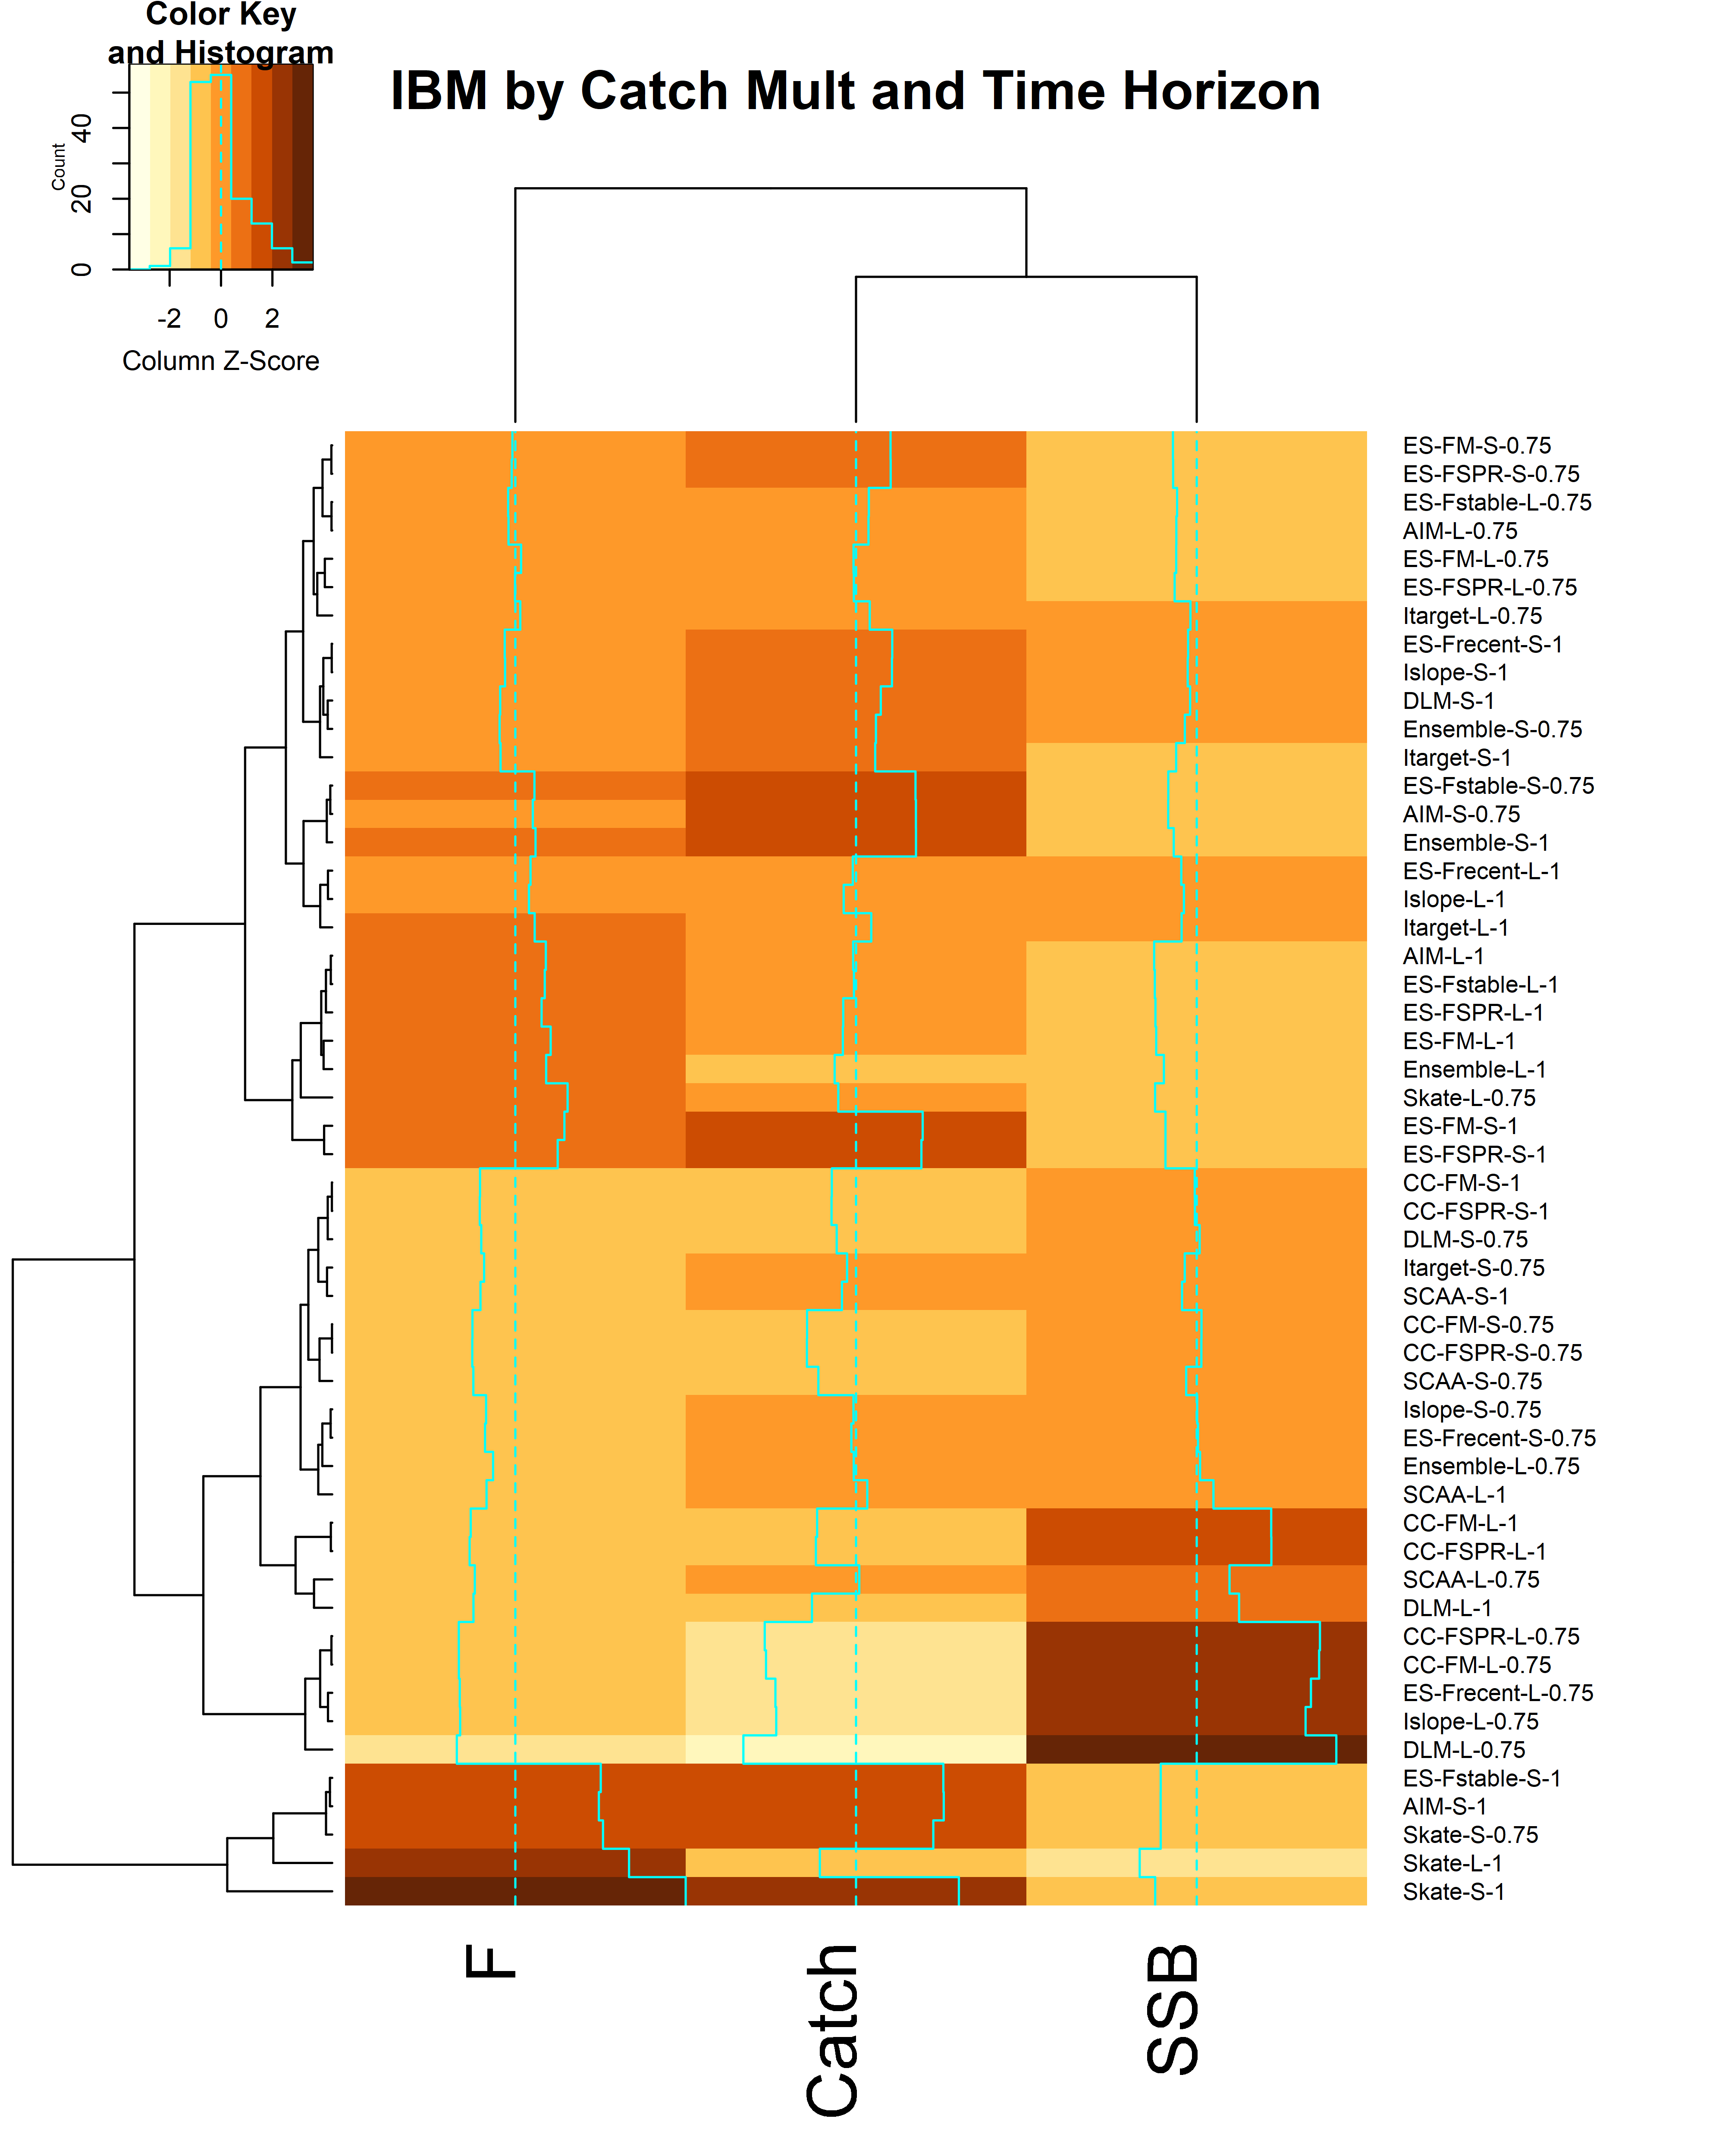 Color Key
and Histogram
IBM by Catch Mult and Time Horizon
Count
0 20 40
-2 0 2
Column Z-Score
ES-FM-S-0.75
ES-FSPR-S-0.75
ES-Fstable-L-0.75
AIM-L-0.75
ES-FM-L-0.75
ES-FSPR-L-0.75
Itarget-L-0.75
ES-Frecent-S-1
Islope-S-1
DLM-S-1
Ensemble-S-0.75
Itarget-S-1
ES-Fstable-S-0.75
AIM-S-0.75
Ensemble-S-1
ES-Frecent-L-1
Islope-L-1
Itarget-L-1
AIM-L-1
ES-Fstable-L-1
ES-FSPR-L-1
ES-FM-L-1
Ensemble-L-1
Skate-L-0.75
ES-FM-S-1
ES-FSPR-S-1
CC-FM-S-1
CC-FSPR-S-1
DLM-S-0.75
Itarget-S-0.75
SCAA-S-1
CC-FM-S-0.75
CC-FSPR-S-0.75
SCAA-S-0.75
Islope-S-0.75
ES-Frecent-S-0.75
Ensemble-L-0.75
SCAA-L-1
CC-FM-L-1
CC-FSPR-L-1
SCAA-L-0.75
DLM-L-1
CC-FSPR-L-0.75
CC-FM-L-0.75
ES-Frecent-L-0.75
Islope-L-0.75
DLM-L-0.75
ES-Fstable-S-1
AIM-S-1
Skate-S-0.75
Skate-L-1
Skate-S-1
F
Catch
SSB